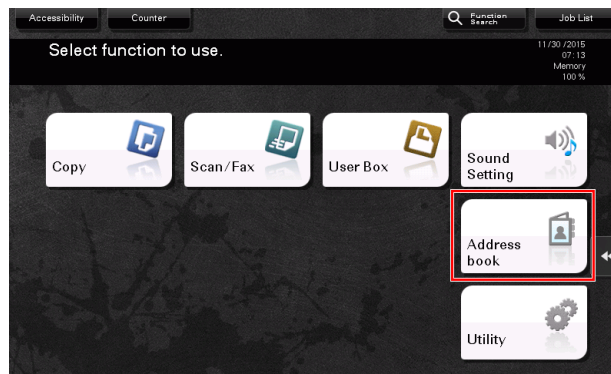 Accessibility
Counter
Function
Search
Job List
Select function to use.
11/30 /2015
07:13
Memory
100 %
Copy
Scan/Fax
User Box
Sound
Setting
Address
book
Utility